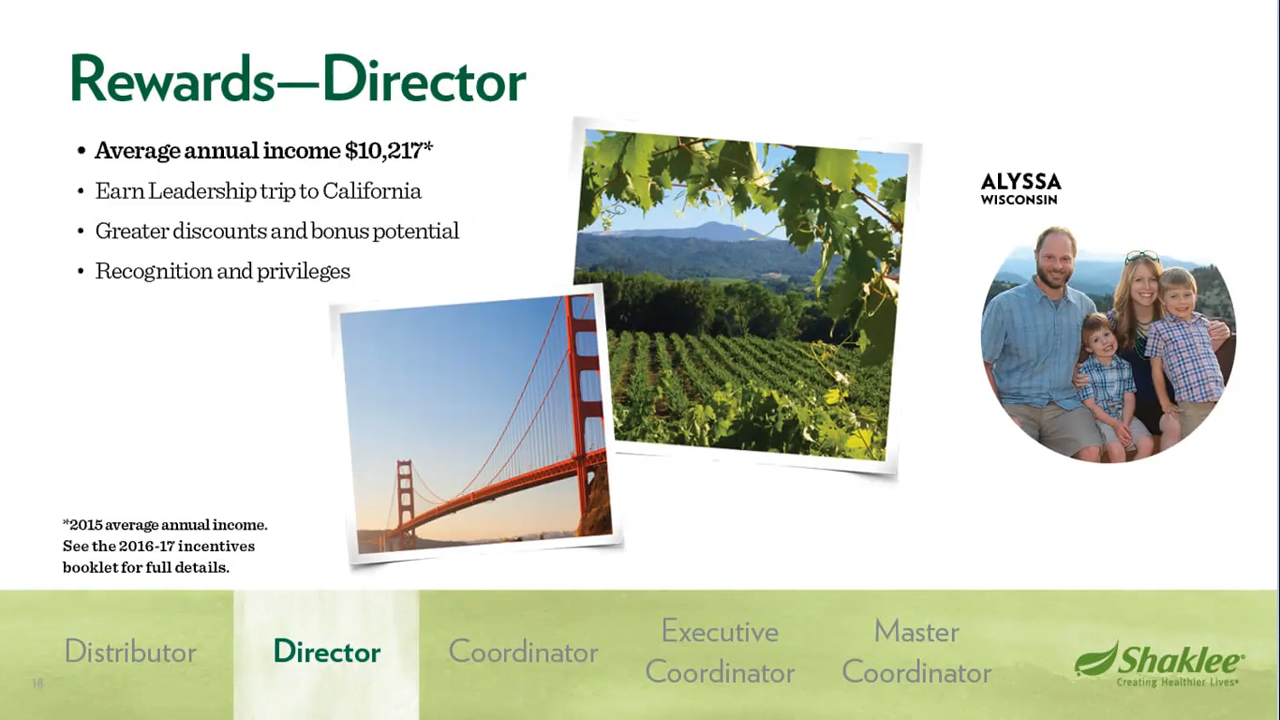 Rewards—Director
• Average annual income $10,217*
• Earn Leadership trip to California
• Greater discounts and bonus potential
• Recognition and privileges
ALYSSA
WISCONSIN
*2015 average annual income.
See the 2016-17 incentives
booklet for full details.
Distributor
Director
Coordinator
Executive
Coordinator
Master
Coordinator
Shaklee
Creating Healthier Lives®